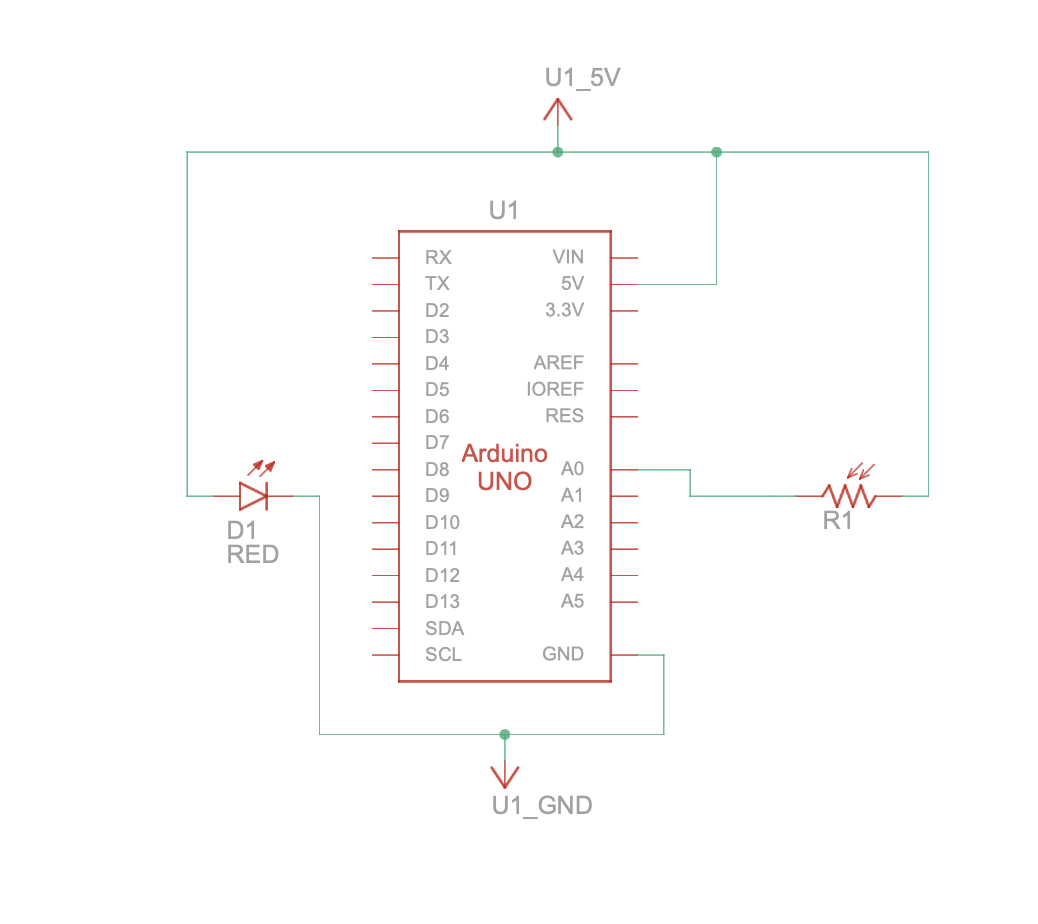 U1_5V
U1
RX VIN
TX 5V
D2 3.3V
D3
D4 AREF
D5 IOREF
D6 RES
D7
Arduino
D8 A0
UNO
D9 A1
D10 A2
D11 A3
D12 A4
D13 A5
SDA
SCL GND
D1
RED
R1
U1_GND